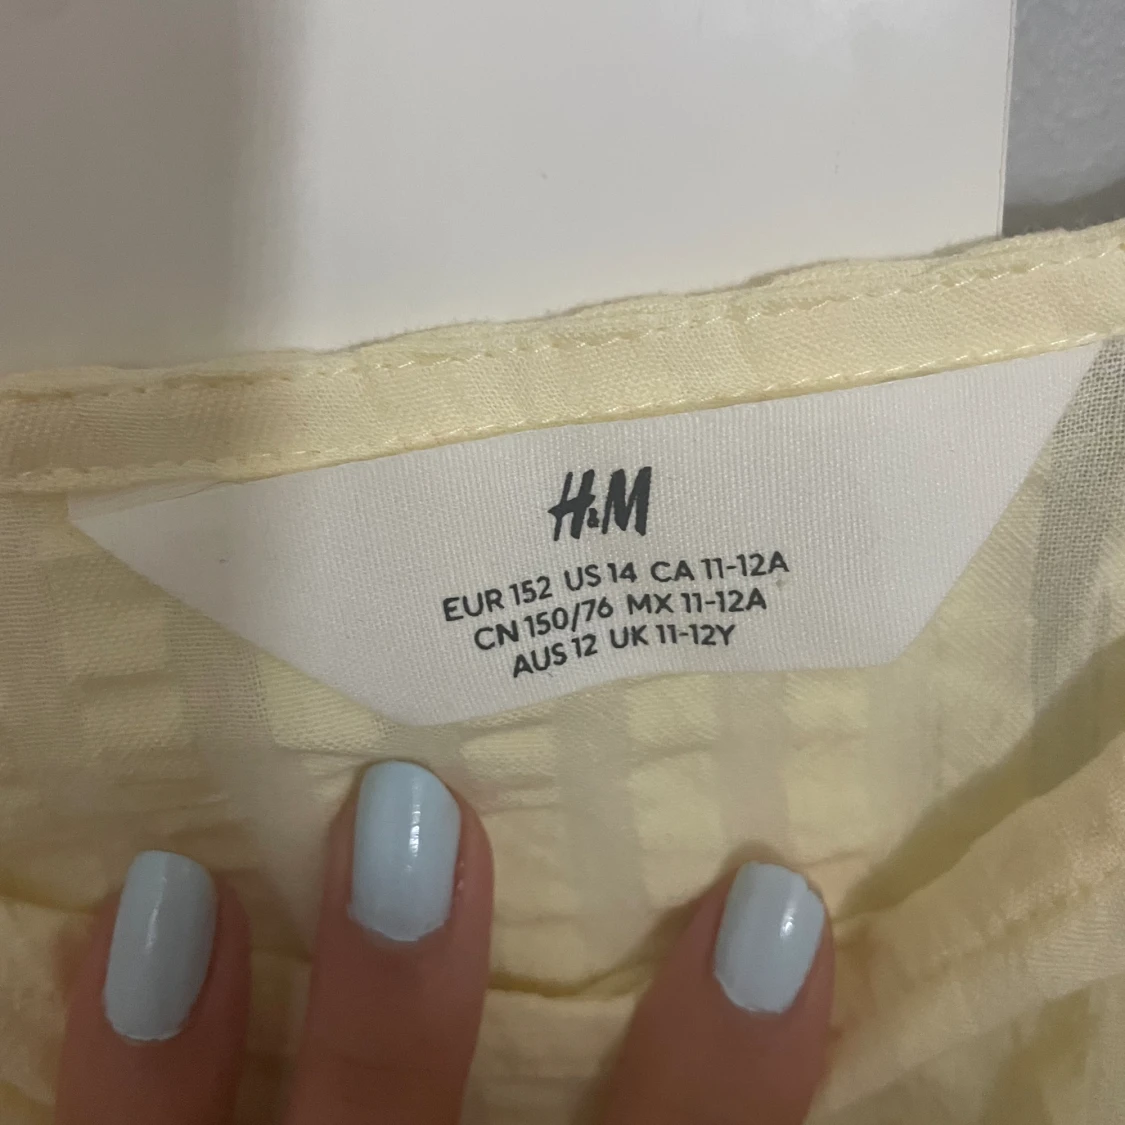 H&M
EUR 152 US 14 CA 11-12A
CN 150/76 MX 11-12A
AUS 12 UK 11-12Y